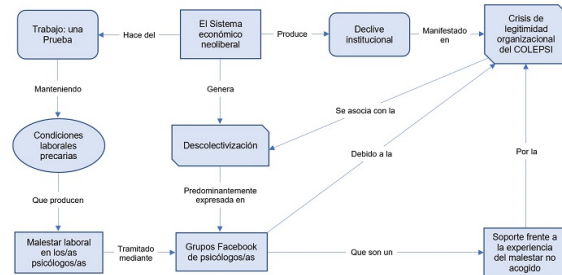 Trabajo: una
Prueba
Hace del
El Sistema
económico
neoliberal
Produce
Declive
institucional
Manifestado
en
Crisis de
legitimidad
organizacional
del COLEPSI
Manteniendo
Genera
Se asocia con la
Condiciones
laborales
precarias
Descolectivización
Debido a la
Por la
Que producen
Predominantemente
expresada en
Malestar laboral
en los/as
psicólogos/as
Tramitado
mediante
Grupos Facebook
de psicólogos/as
Que son un
Soporte frente a
la experiencia
del malestar no
acogido